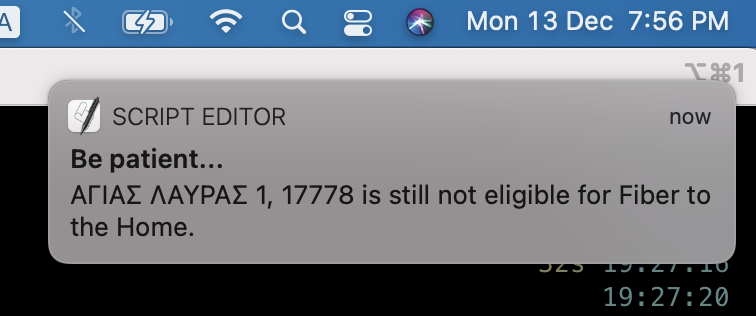 A
Mon 13 Dec 7:56 PM
⌥⌘1
SCRIPT EDITOR
now
Be patient...
ΑΓΙΑΣ ΛΑΥΡΑΣ 1, 17778 is still not eligible for Fiber to
the Home.
52s 19:27:16
19:27:20